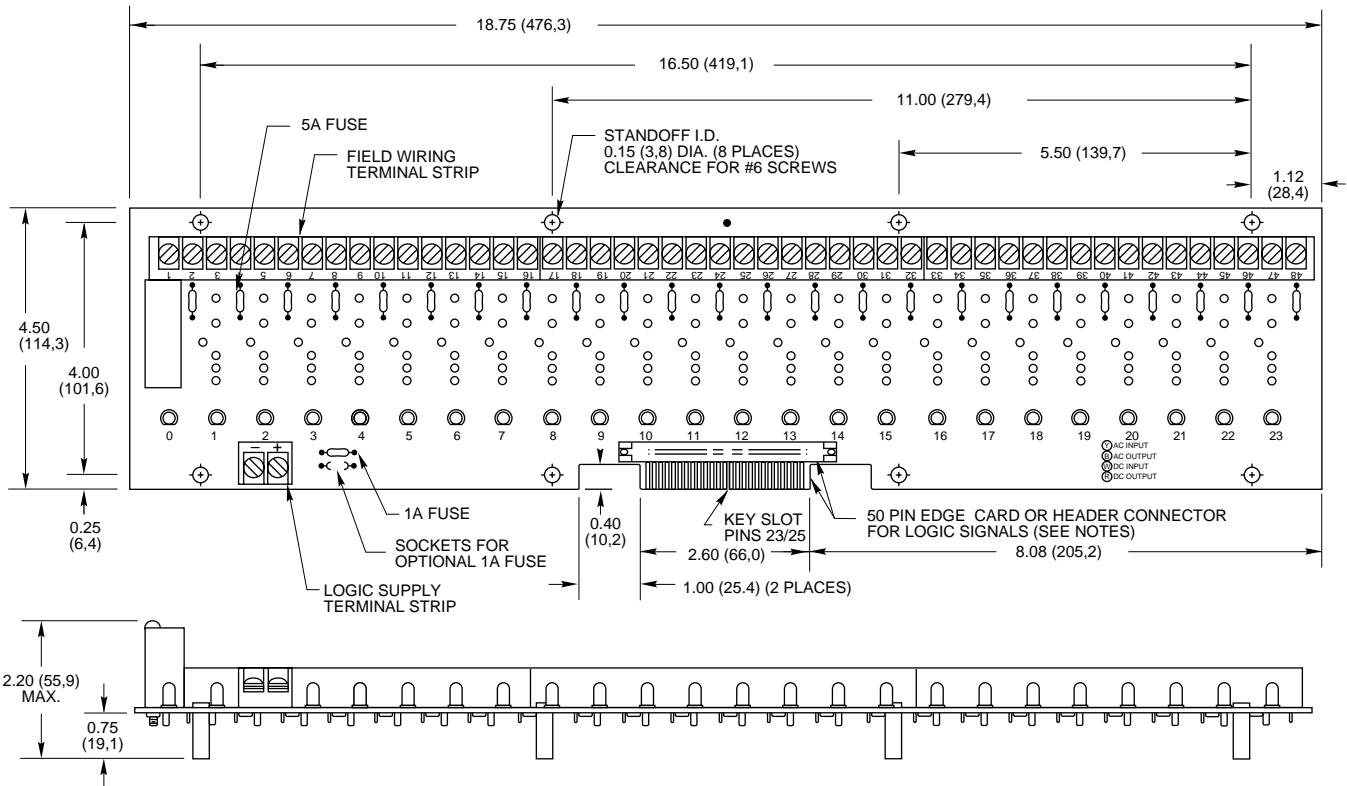 18.75 (476,3)
16.50 (419,1)
11.00 (279,4)
5A FUSE
STANDOFF I.D.
0.15 (3,8) DIA. (8 PLACES)
CLEARANCE FOR #6 SCREWS
5.50 (139,7)
FIELD WIRING
TERMINAL STRIP
1.12
(28,4)
1 2 3 4 5 6 7 8 9 10 11 12 13 14 15 16 17 18 19 20 21 22 23 24 25 26 27 28 29 30 31 32 33 34 35 36 37 38 39 40 41 42 43 44 45 46 47 48
4.50
(114,3)
4.00
(101,6)
0 1 2 3 4 5 6 7 8 9 10 11 12 13 14 15 16 17 18 19 20 21 22 23
− +
Y AC INPUT
B AC OUTPUT
W DC INPUT
R DC OUTPUT
0.25
(6,4)
1A FUSE
SOCKETS FOR
OPTIONAL 1A FUSE
LOGIC SUPPLY
TERMINAL STRIP
0.40
(10,2)
KEY SLOT
PINS 23/25
50 PIN EDGE CARD OR HEADER CONNECTOR
FOR LOGIC SIGNALS (SEE NOTES)
2.60 (66,0)
8.08 (205,2)
1.00 (25.4) (2 PLACES)
2.20 (55,9)
MAX.
0.75
(19,1)